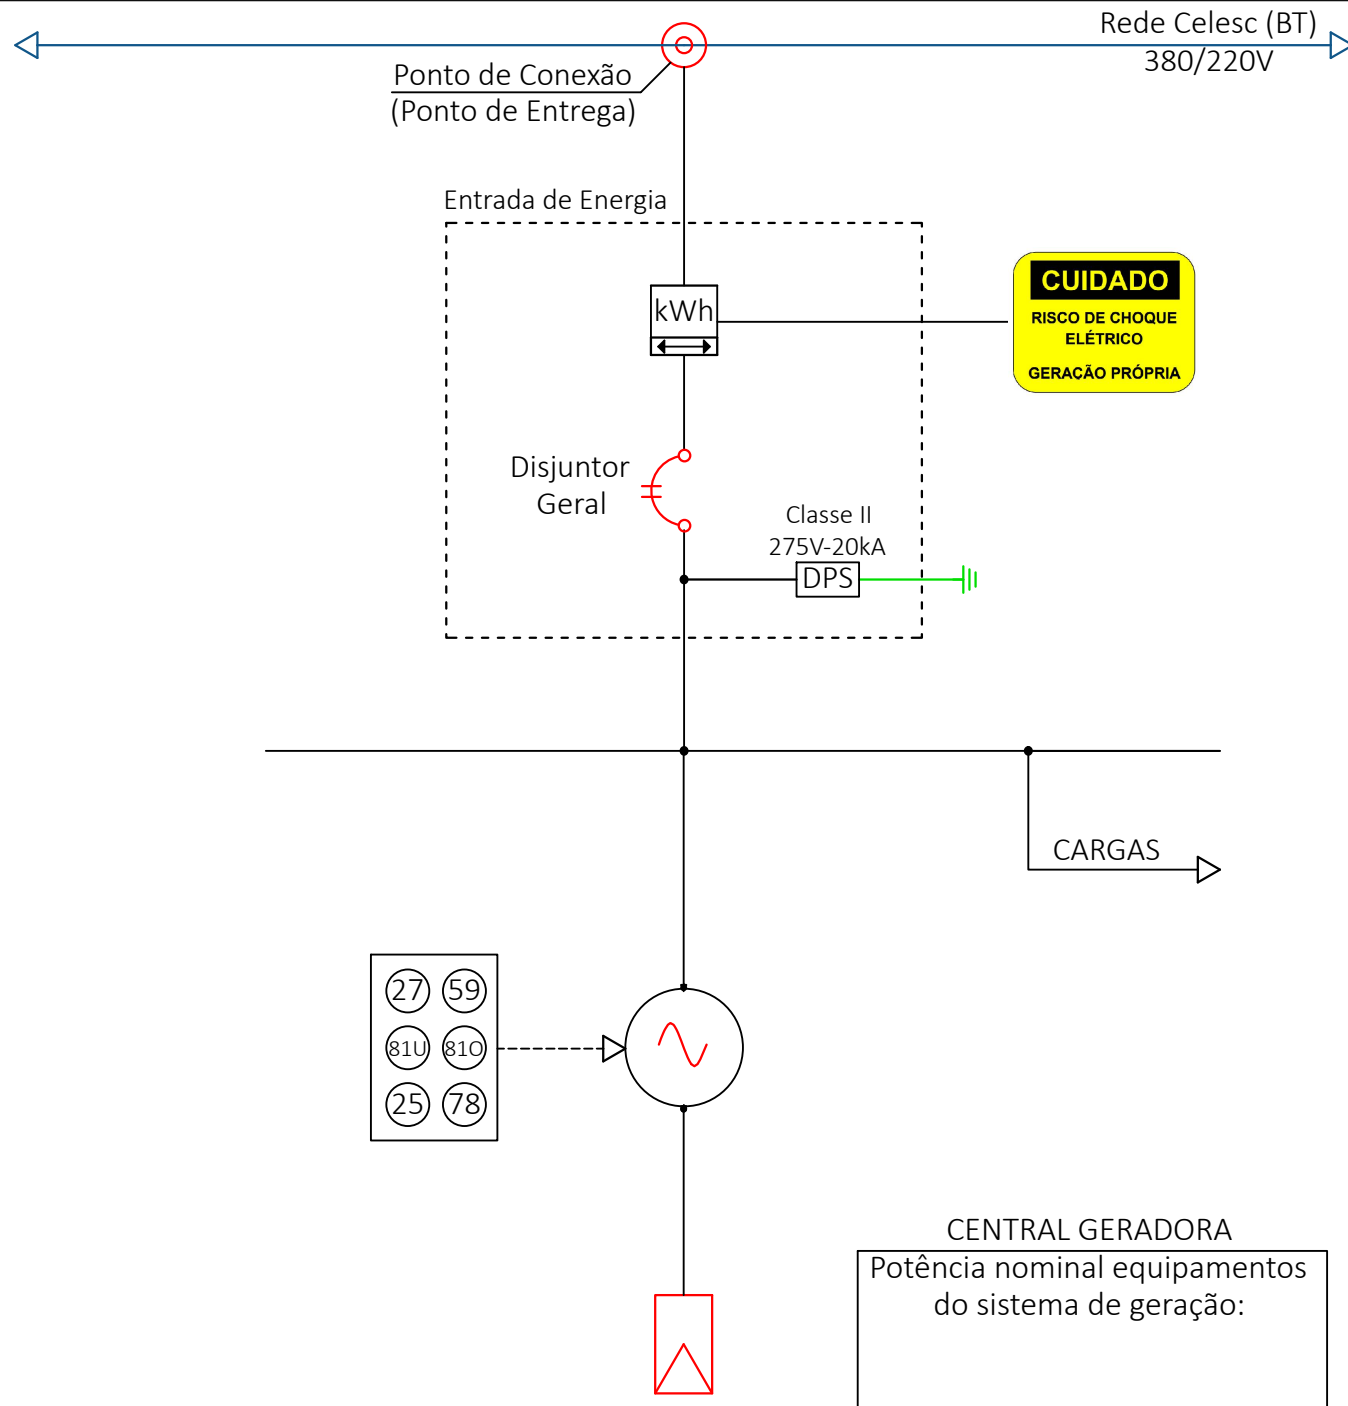 Rede Celesc (BT)
380/220V
Ponto de Conexão
(Ponto de Entrega)
Entrada de Energia
kWh
CUIDADO
RISCO DE CHOQUE
ELÉTRICO
GERAÇÃO PRÓPRIA
Disjuntor
Geral
Classe II
275V-20kA
DPS
CARGAS
27 59
81U 81O
25 78
CENTRAL GERADORA
Potência nominal equipamentos
do sistema de geração: